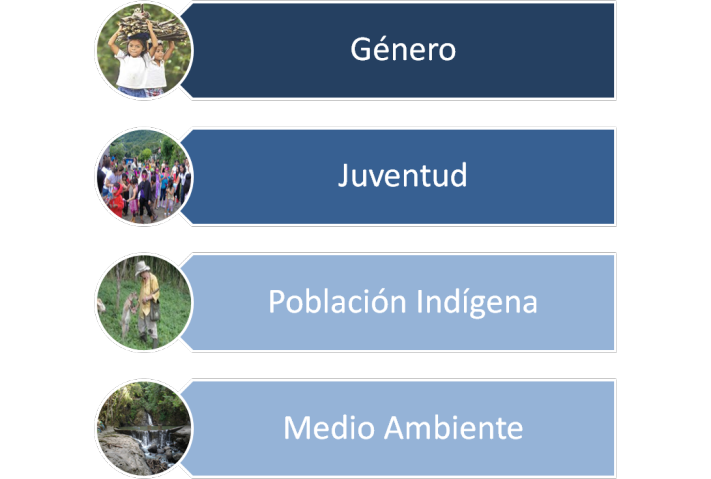 Género
Juventud
Población Indígena
Medio Ambiente